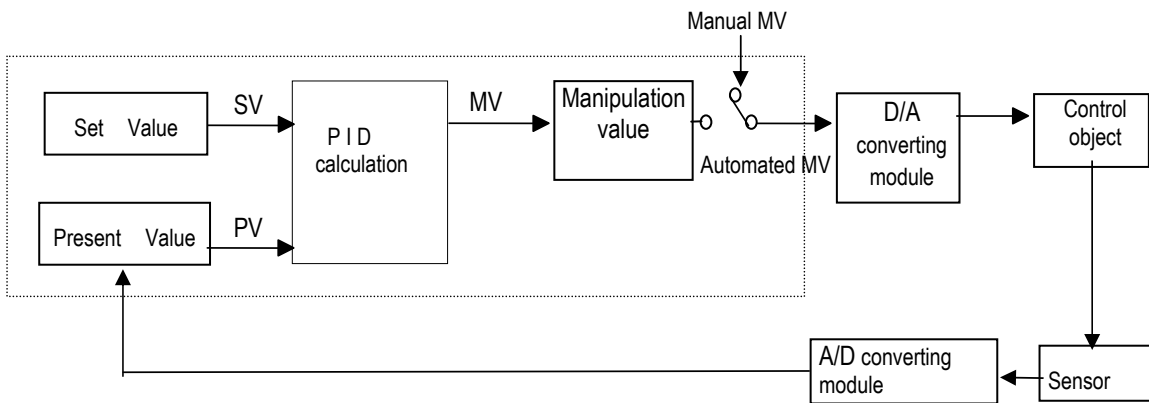 Manual MV
SV
MV
Set Value
P I D
calculation
Manipulation
value
Automated MV
D/A
converting
module
Control
object
PV
Present Value
A/D converting
module
Sensor